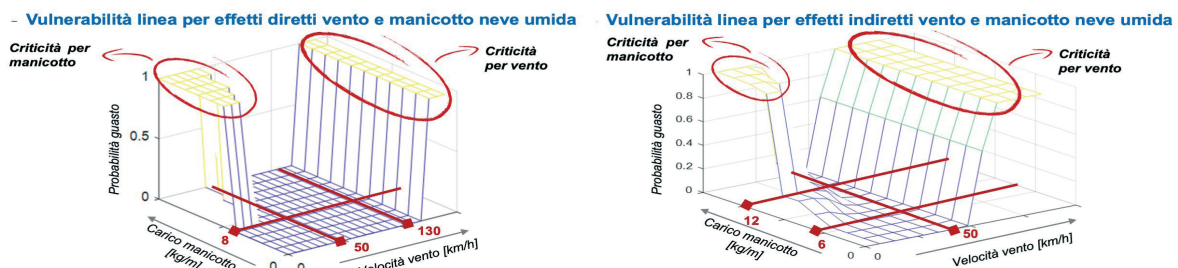 - Vulnerabilità linea per effetti diretti vento e manicotto neve umida
Criticità per
manicotto
Criticità
per vento
Probabilità guasto
1
0.5
0
8
50
130
Carico manicotto
[kg/m]
0
0
Velocità vento [km/h]
- Vulnerabilità linea per effetti indiretti vento e manicotto neve umida
Criticità per
manicotto
Criticità
per vento
Probabilità guasto
1
0.8
0.6
0.4
0.2
0
12
6
50
Carico manicotto
[kg/m]
0
0
Velocità vento [km/h]